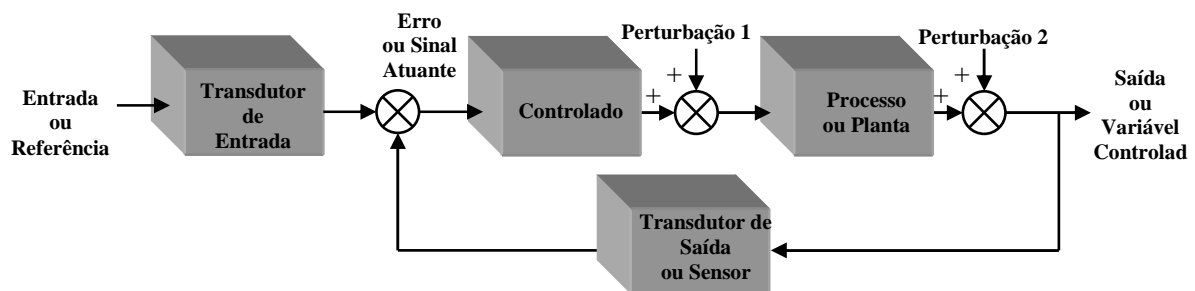 Entrada
ou
Referência
Transdutor
de
Entrada
Erro
ou Sinal
Atuante
Controlado
Perturbação 1
+
+
Processo
ou Planta
Perturbação 2
+
+
Saída
ou
Variável
Controlad
Transdutor de
Saída
ou Sensor